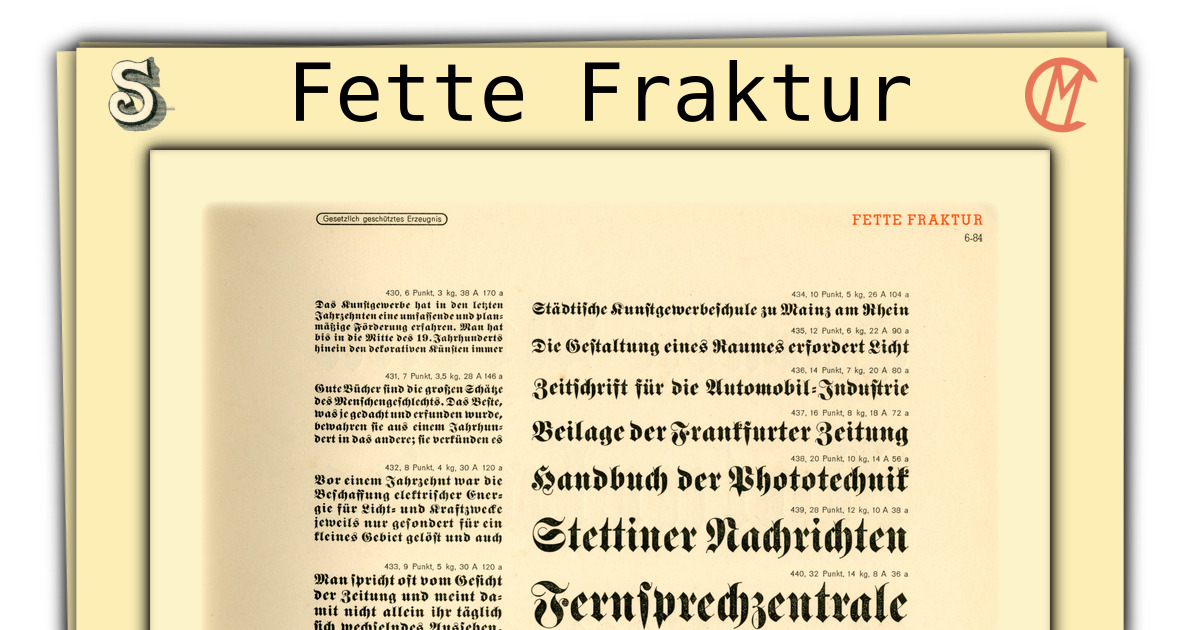 S
Fette Fraktur
CM
Gesetzlich geschütztes Erzeugnis
FETTE FRAKTUR
6-84
430, 6 Punkt, 3 kg, 38 A 170 a
Das Kunstgewerbe hat in den letzten
Jahrzehnten eine umfassende und plan-
mäßige Förderung erfahren. Man hat
bis in die Mitte des 19. Jahrhunderts
hinein den dekorativen Künsten immer
431, 7 Punkt, 3,5 kg, 28 A 146 a
Gute Bücher sind die großen Schätze
des Menschengeschlechts. Das Beste,
was je gedacht und erfunden wurde,
bewahren sie aus einem Jahrhun-
dert in das andere; sie verkünden es
432, 8 Punkt, 4 kg, 30 A 120 a
Vor einem Jahrzehnt war die
Beschaffung elektrischer Ener-
gie für Licht- und Kraftzwecke
jeweils nur gesondert für ein
kleines Gebiet gelöst und auch
433, 9 Punkt, 5 kg, 30 A 120 a
Man spricht oft vom Gesicht
der Zeitung und meint da-
mit nicht allein ihr täglich
sich wechselndes Aussehen,
434, 10 Punkt, 5 kg, 26 A 104 a
Städtische Kunstgewerbeschule zu Mainz am Rhein
435, 12 Punkt, 6 kg, 22 A 90 a
Die Gestaltung eines Raumes erfordert Licht
436, 14 Punkt, 7 kg, 20 A 80 a
Zeitschrift für die Automobil-Industrie
437, 16 Punkt, 8 kg, 18 A 72 a
Beilage der Frankfurter Zeitung
438, 20 Punkt, 10 kg, 14 A 56 a
Handbuch der Phototechnik
439, 28 Punkt, 12 kg, 10 A 38 a
Stettiner Nachrichten
440, 32 Punkt, 14 kg, 8 A 36 a
Fernsprechzentrale